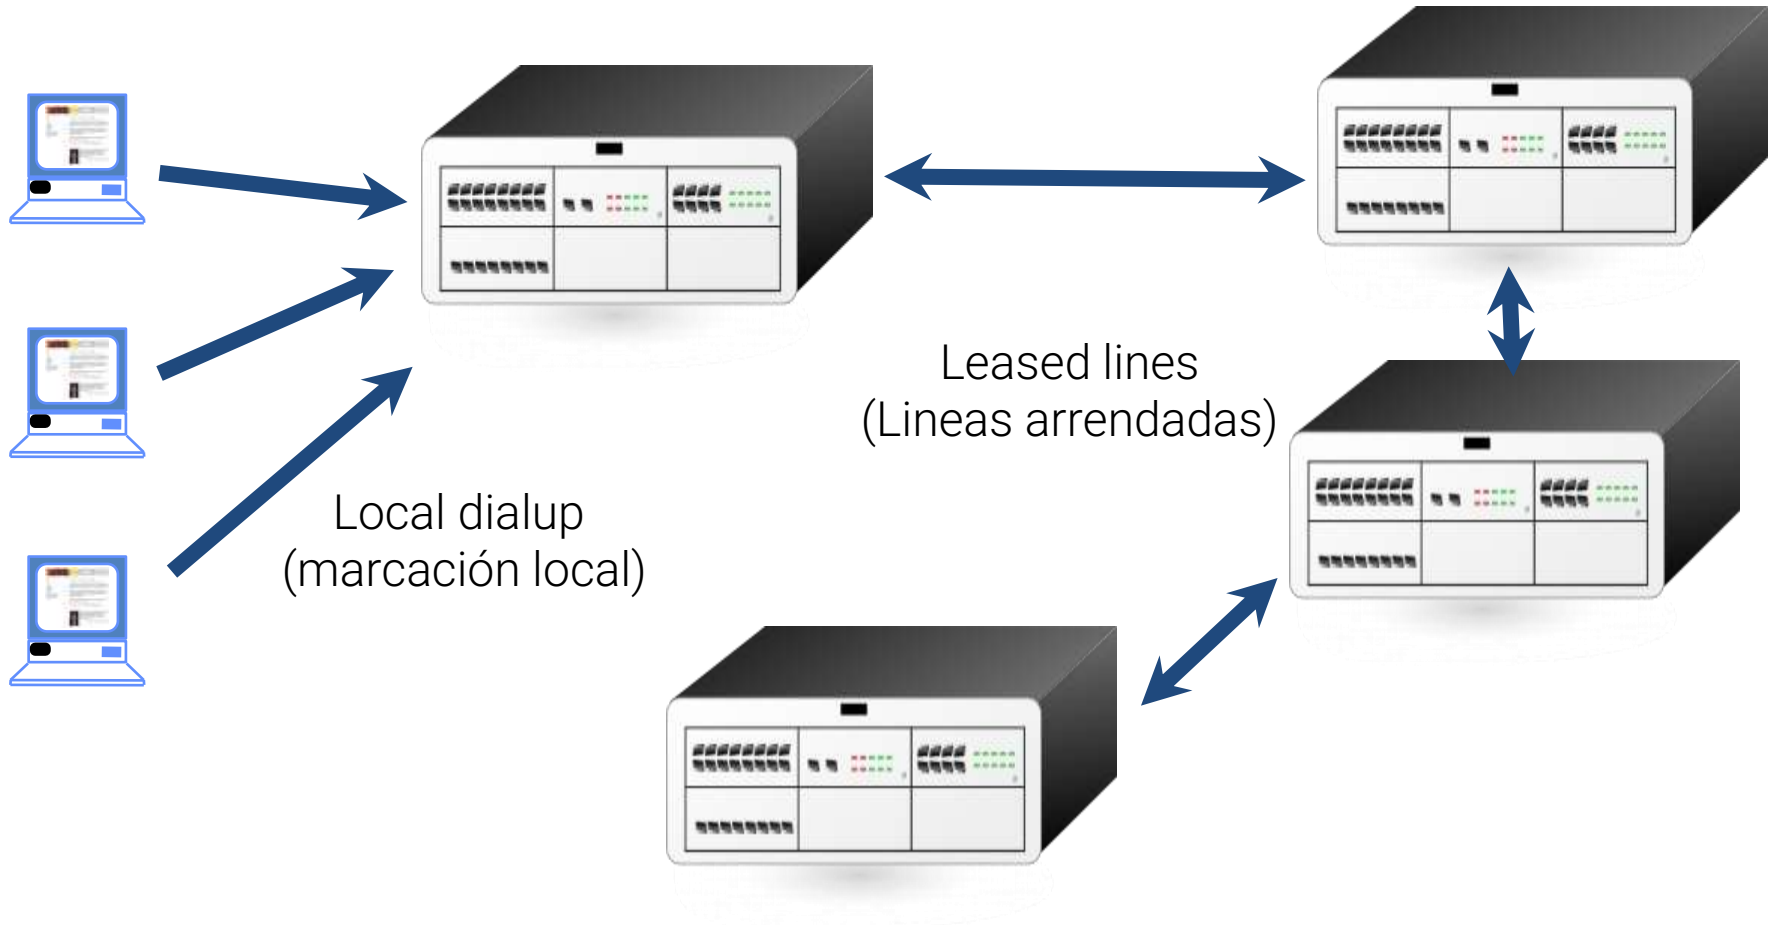 Leased lines
(Lineas arrendadas)
Local dialup
(marcación local)